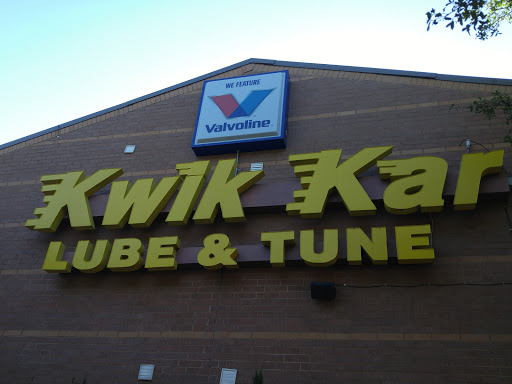 WE FEATURE
Valvoline
Kwik Kar
LUBE & TUNE